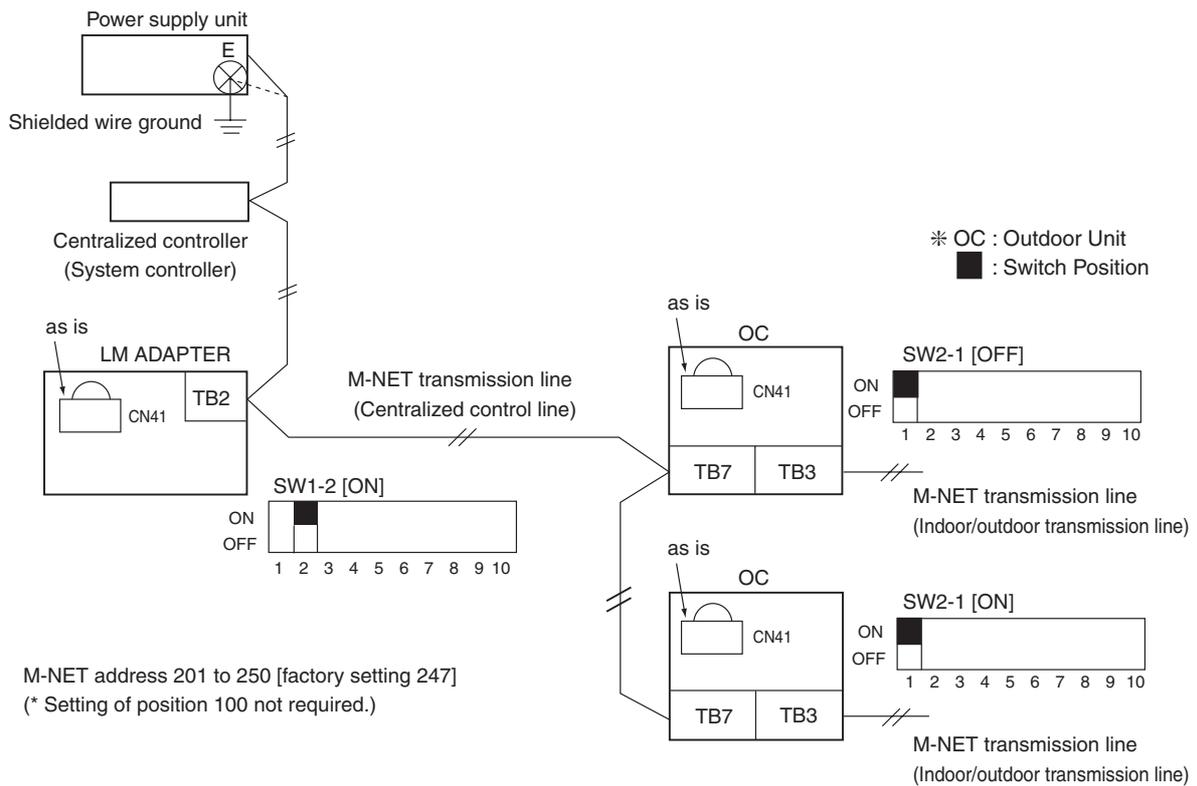 Power supply unit
E
Shielded wire ground
Centralized controller
(System controller)
✻ OC : Outdoor Unit
■ : Switch Position
as is
LM ADAPTER
TB2
CN41
SW1-2 [ON]
ON
OFF
1 2 3 4 5 6 7 8 9 10
M-NET transmission line
(Centralized control line)
as is
OC
CN41
TB7 TB3
SW2-1 [OFF]
ON
OFF
1 2 3 4 5 6 7 8 9 10
M-NET transmission line
(Indoor/outdoor transmission line)
as is
OC
CN41
TB7 TB3
SW2-1 [ON]
ON
OFF
1 2 3 4 5 6 7 8 9 10
M-NET transmission line
(Indoor/outdoor transmission line)
M-NET address 201 to 250 [factory setting 247]
(* Setting of position 100 not required.)